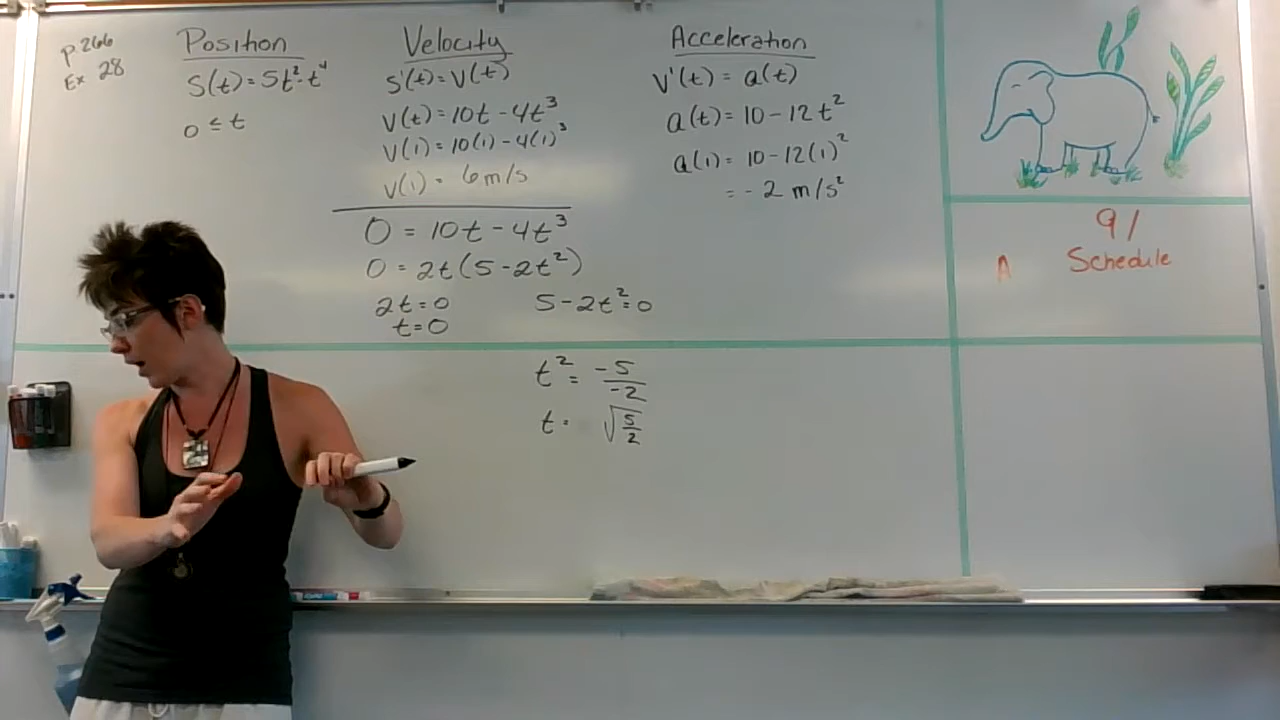 p 266
Ex 28
Position
S(t) = 5t² - t⁴
0 ≤ t
Velocity
s'(t) = v(t)
v(t) = 10t - 4t³
v(1) = 10(1) - 4(1)³
v(1) = 6 m/s
0 = 10t - 4t³
0 = 2t(5 - 2t²)
2t = 0
t = 0
5 - 2t² = 0
t² = -5/-2
t = √5/2
Acceleration
v'(t) = a(t)
a(t) = 10 - 12t²
a(1) = 10 - 12(1)²
= -2 m/s²
9/
A Schedule